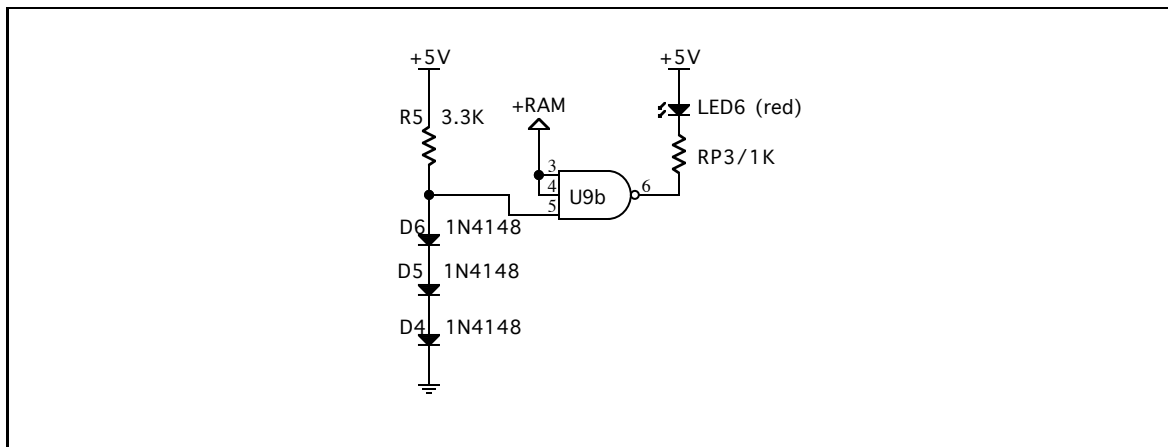 +5V
+5V
+RAM
LED6 (red)
R5 3.3K
RP3/1K
3
4
5
U9b
6
D6 1N4148
D5 1N4148
D4 1N4148